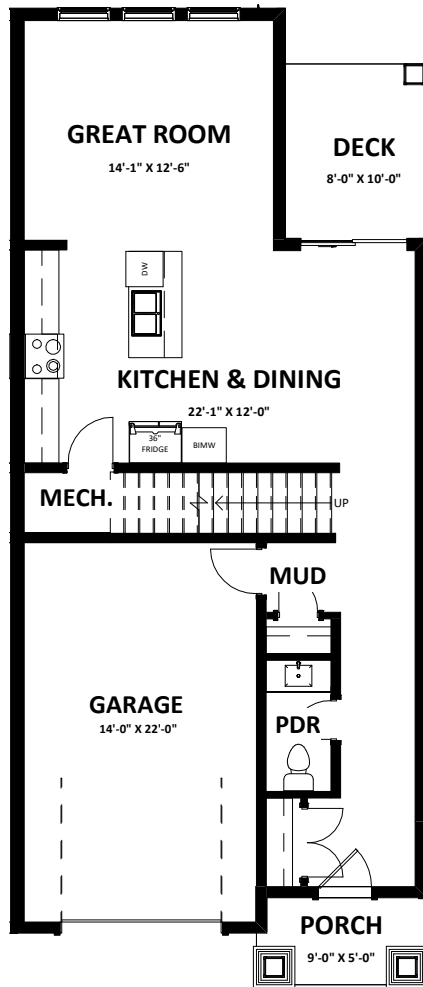 GREAT ROOM
14'-1" X 12'-6"
DECK
8'-0" X 10'-0"
DW
KITCHEN & DINING
22'-1" X 12'-0"
36"
FRIDGE
BIMW
MECH.
UP
MUD
GARAGE
14'-0" X 22'-0"
PDR
PORCH
9'-0" X 5'-0"